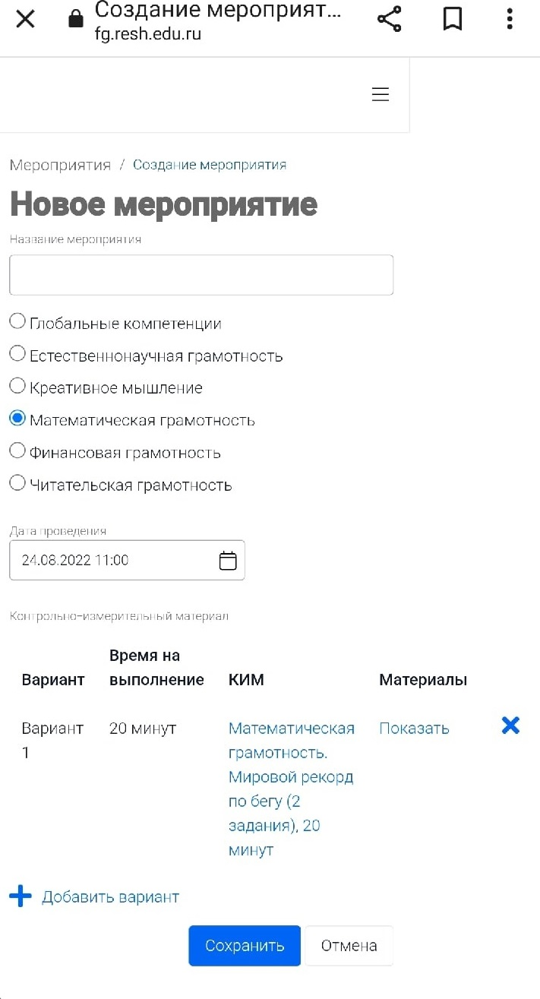 Создание мероприят...
fg.resh.edu.ru
Мероприятия / Создание мероприятия
Новое мероприятие
Название мероприятия
Глобальные компетенции
Естественнонаучная грамотность
Креативное мышление
Математическая грамотность
Финансовая грамотность
Читательская грамотность
Дата проведения
24.08.2022 11:00
Контрольно-измерительный материал
Время на
Вариант выполнение КИМ Материалы
Вариант 20 минут Математическая Показать
1 грамотность.
Мировой рекорд
по бегу (2
задания), 20
минут
Добавить вариант
Сохранить Отмена